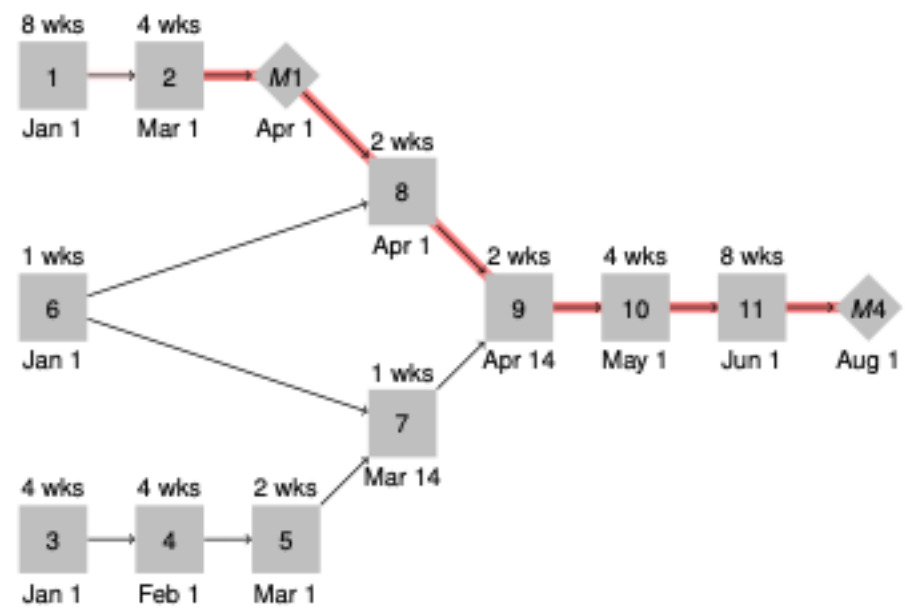 8 wks
4 wks
1
2
M1
Jan 1
Mar 1
Apr 1
2 wks
8
Apr 1
1 wks
2 wks
4 wks
8 wks
6
9
10
11
M4
Jan 1
Apr 14
May 1
Jun 1
Aug 1
1 wks
7
Mar 14
4 wks
4 wks
2 wks
3
4
5
Jan 1
Feb 1
Mar 1